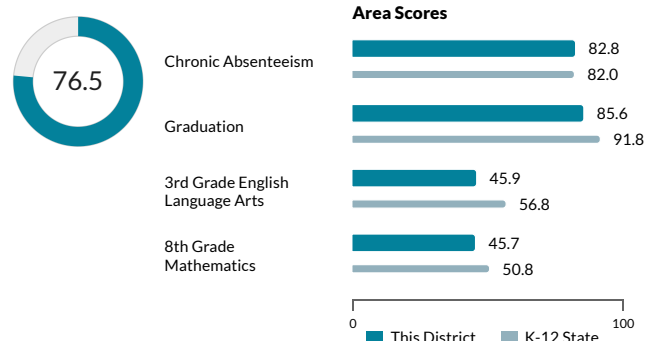 Area Scores
76.5
Chronic Absenteeism
82.8
82.0
Graduation
85.6
91.8
3rd Grade English
Language Arts
45.9
56.8
8th Grade
Mathematics
45.7
50.8
0
100
This District
K-12 State